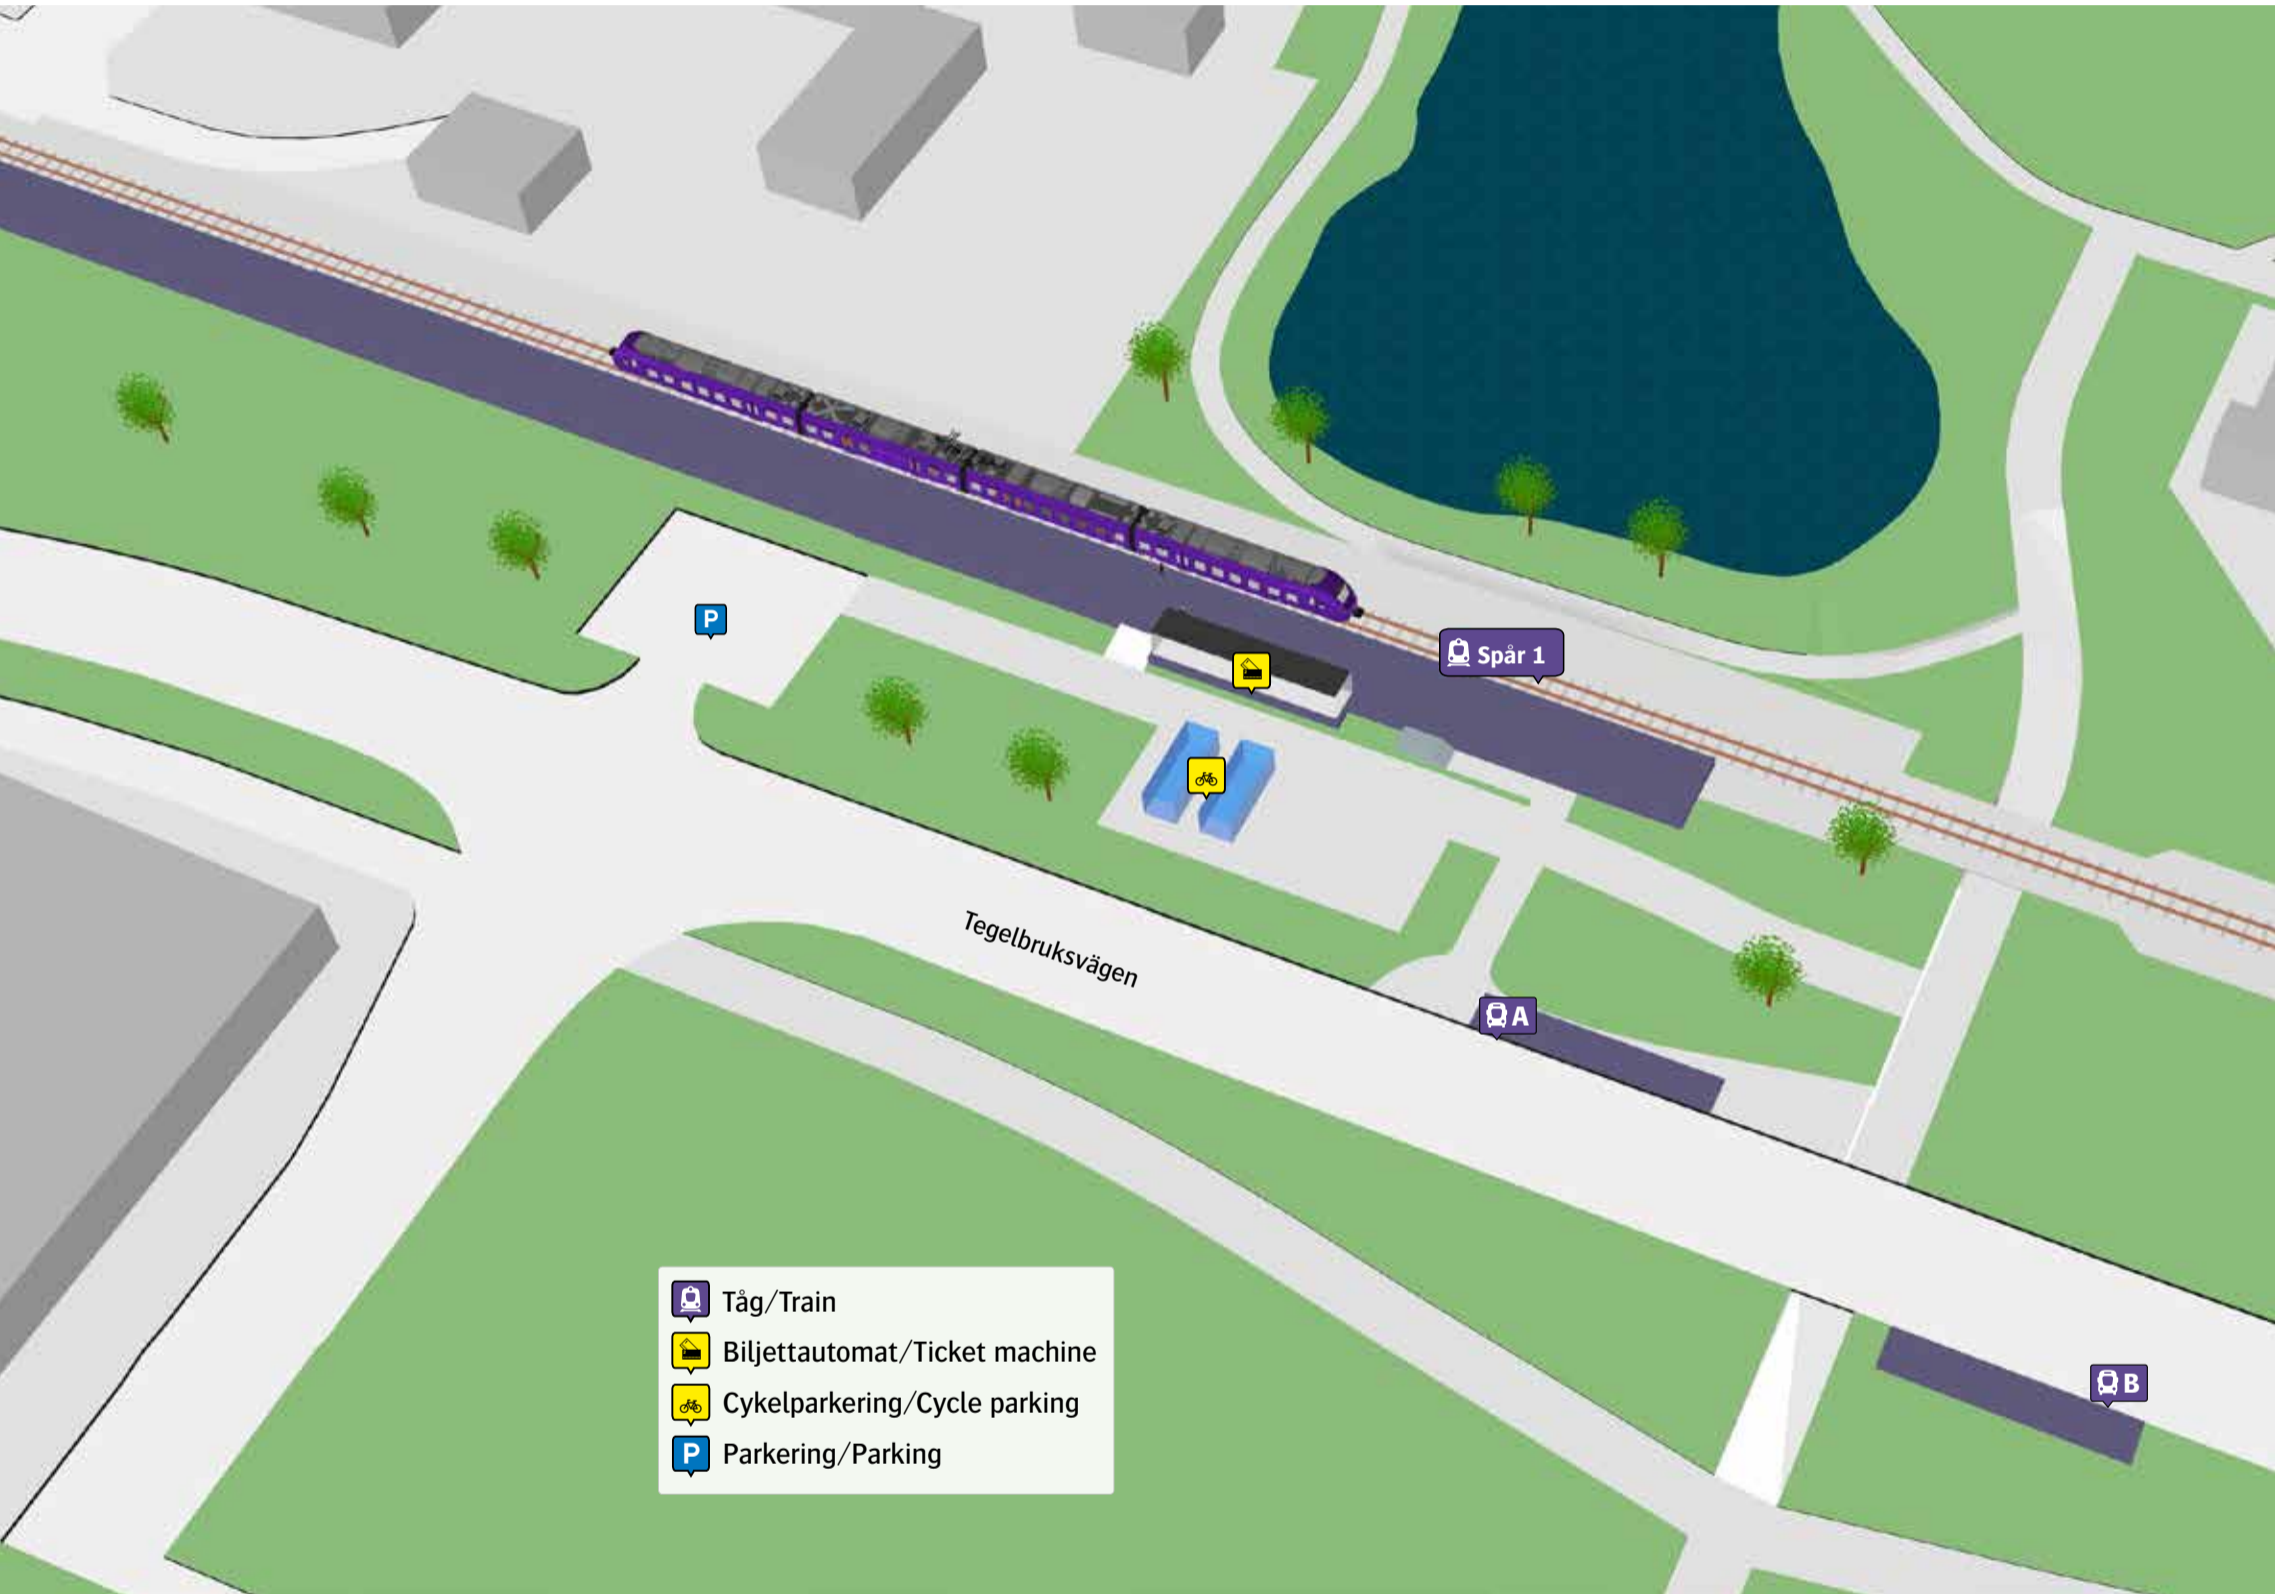 P
Spår 1
Tegelbruksvägen
A
B
Tåg/Train
Biljettautomat/Ticket machine
Cykelparkering/Cycle parking
P Parkering/Parking